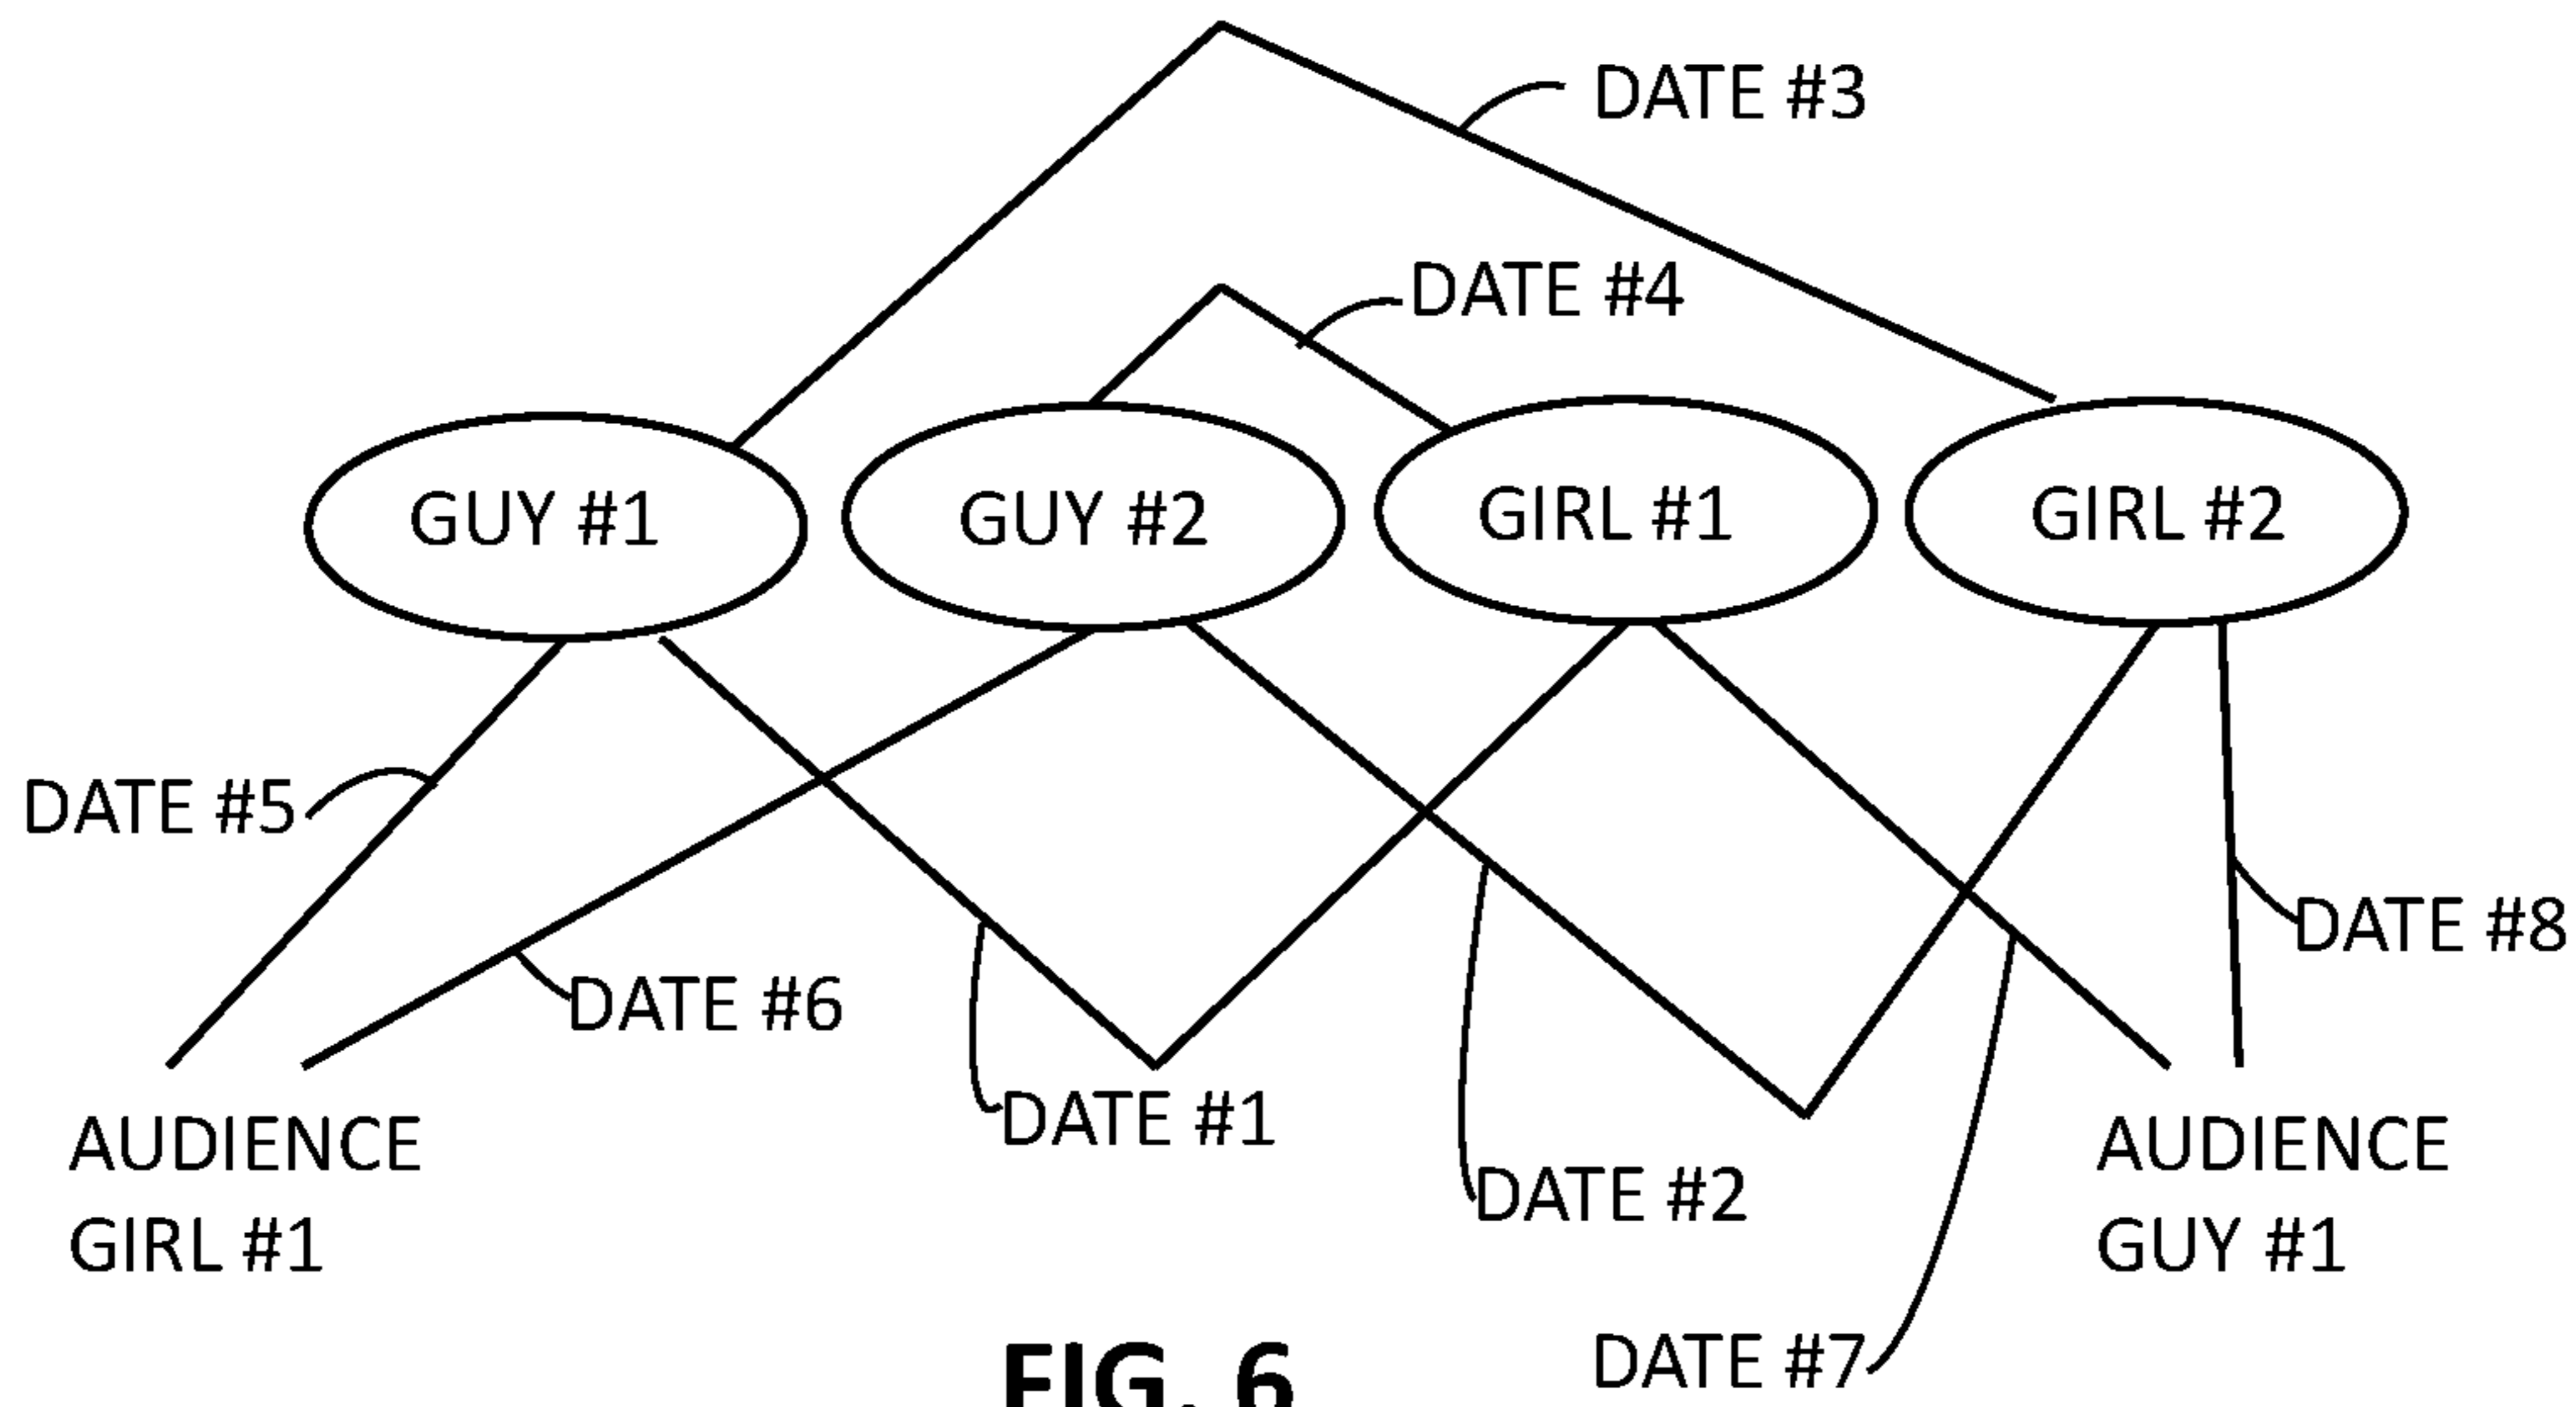 DATE #3
DATE #4
GUY #1
GUY #2
GIRL #1
GIRL #2
DATE #5
DATE #8
DATE #6
DATE #1
DATE #2
AUDIENCE
GIRL #1
AUDIENCE
GUY #1
DATE #7
FIG. 6